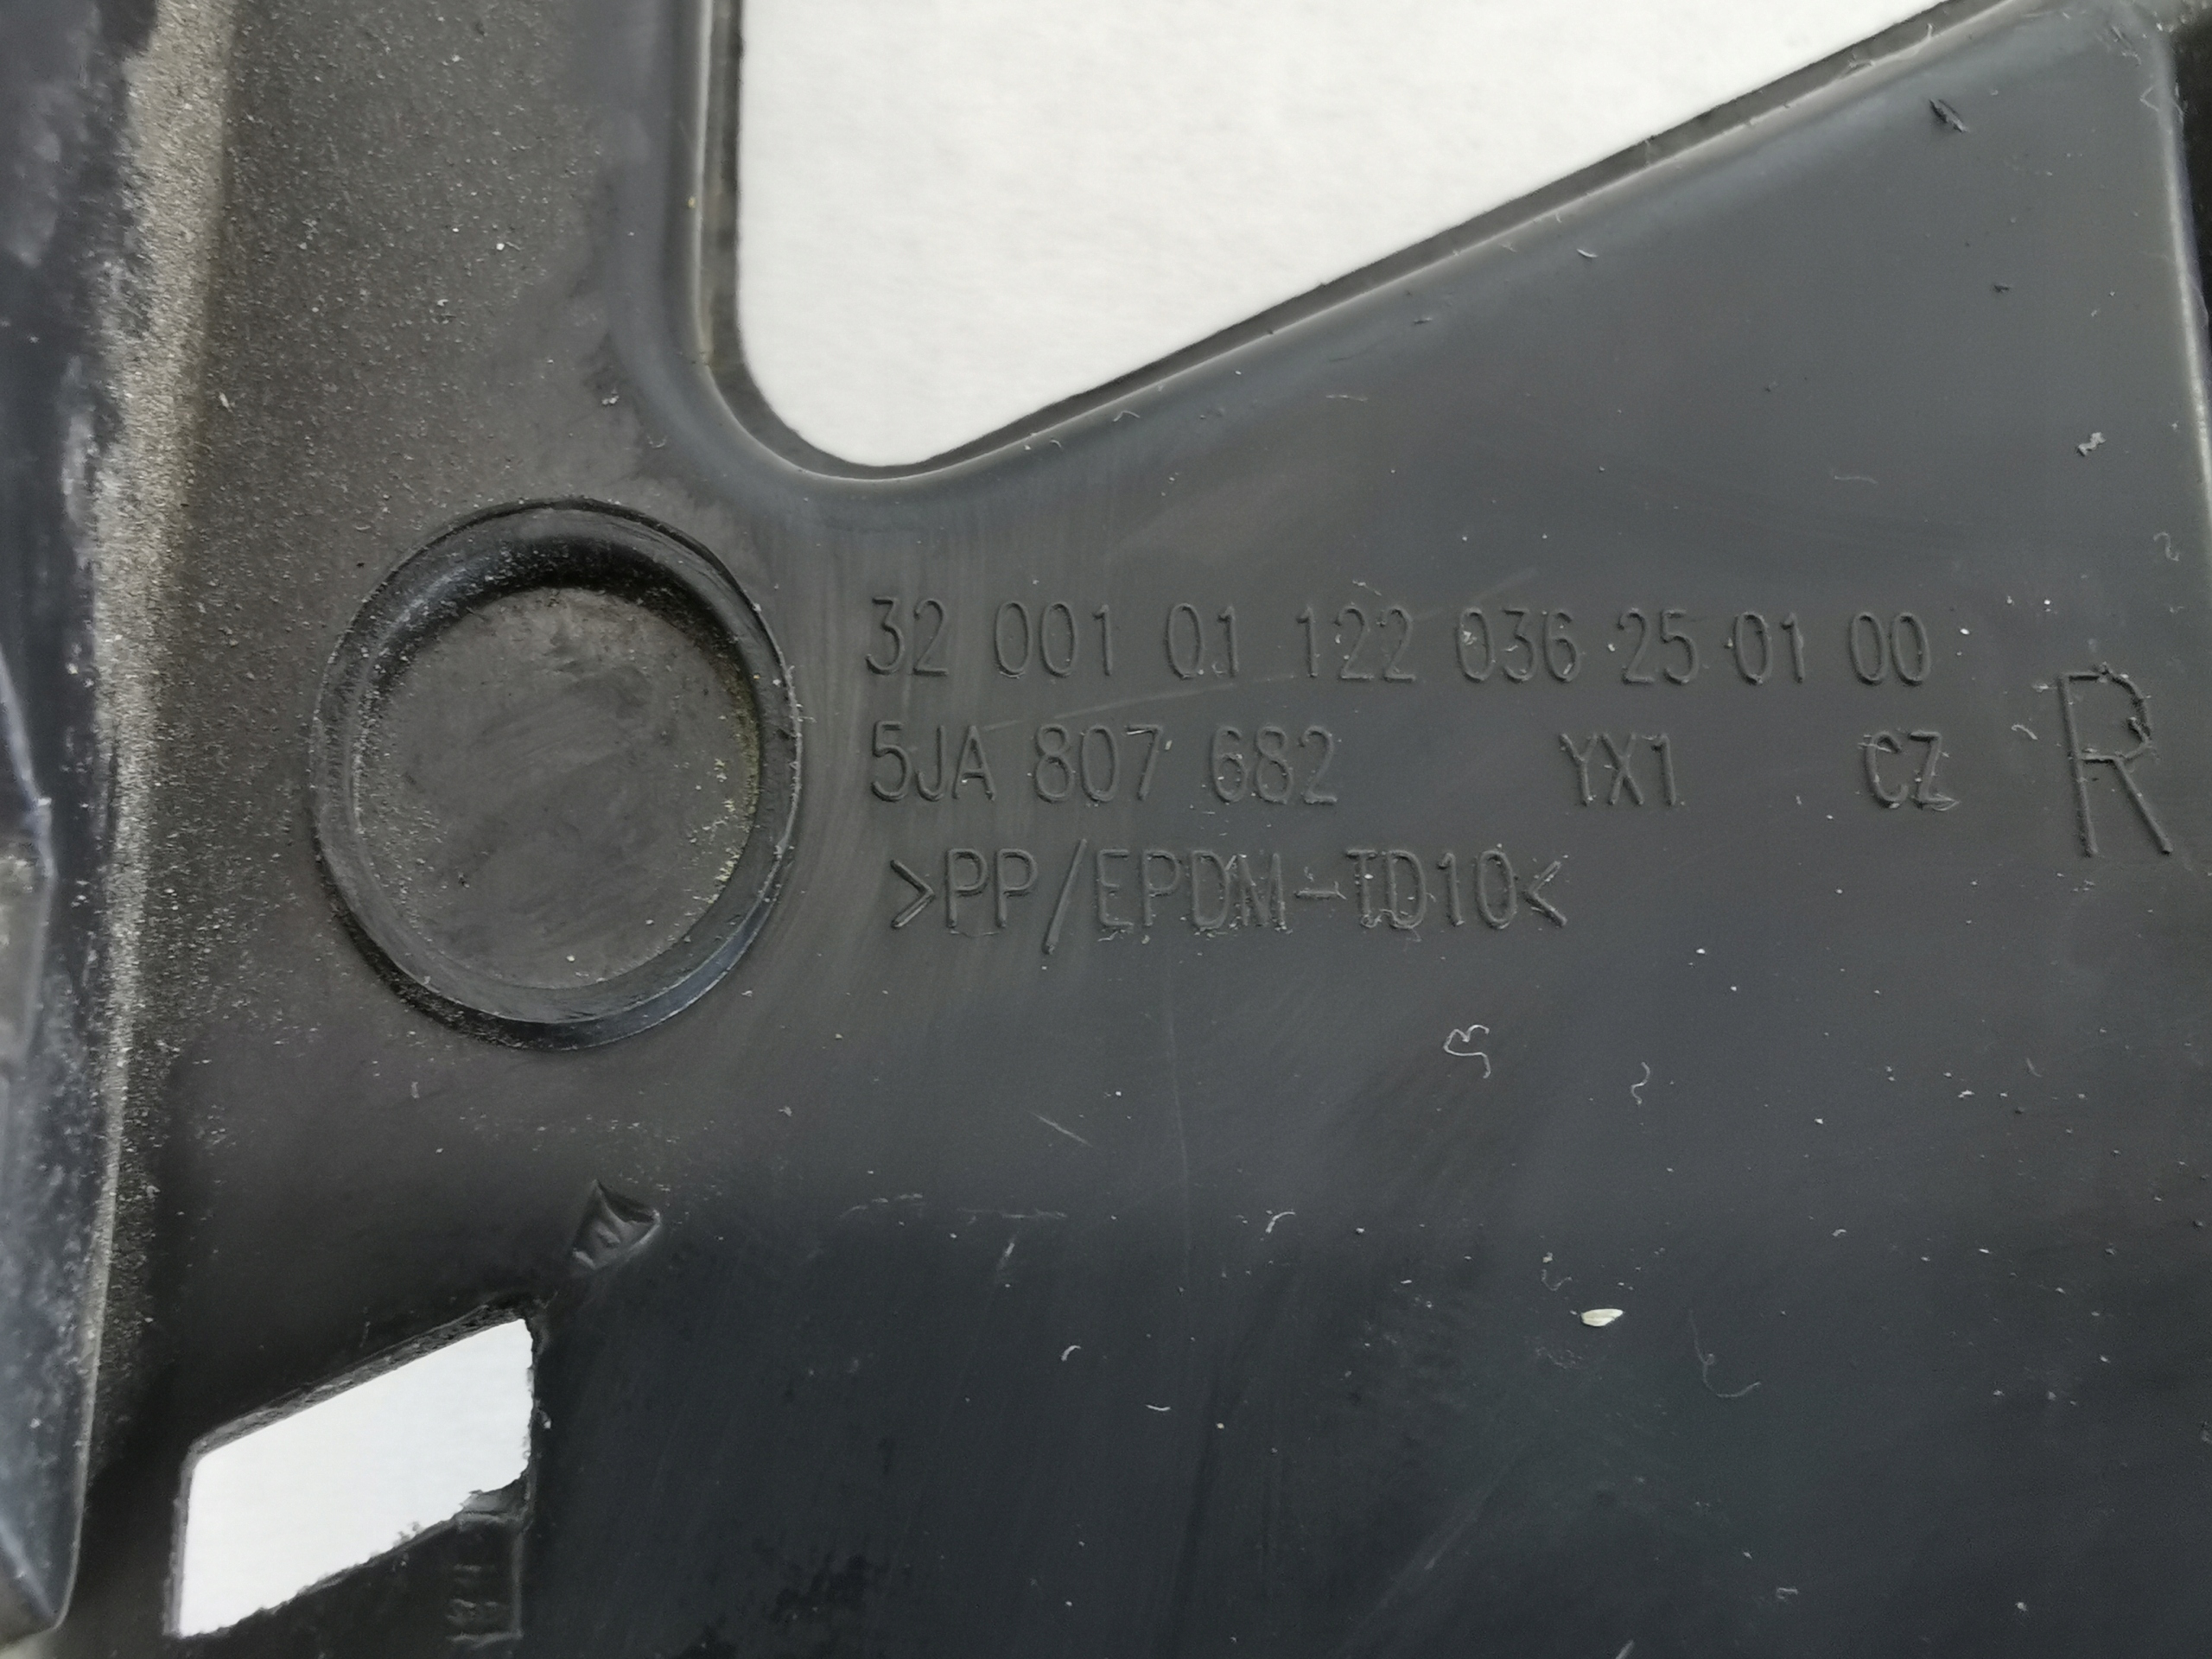 32 001 01 122 036 25 01 00
5JA 807 682 YX1 CZ R
>PP/EPDM-TD10<